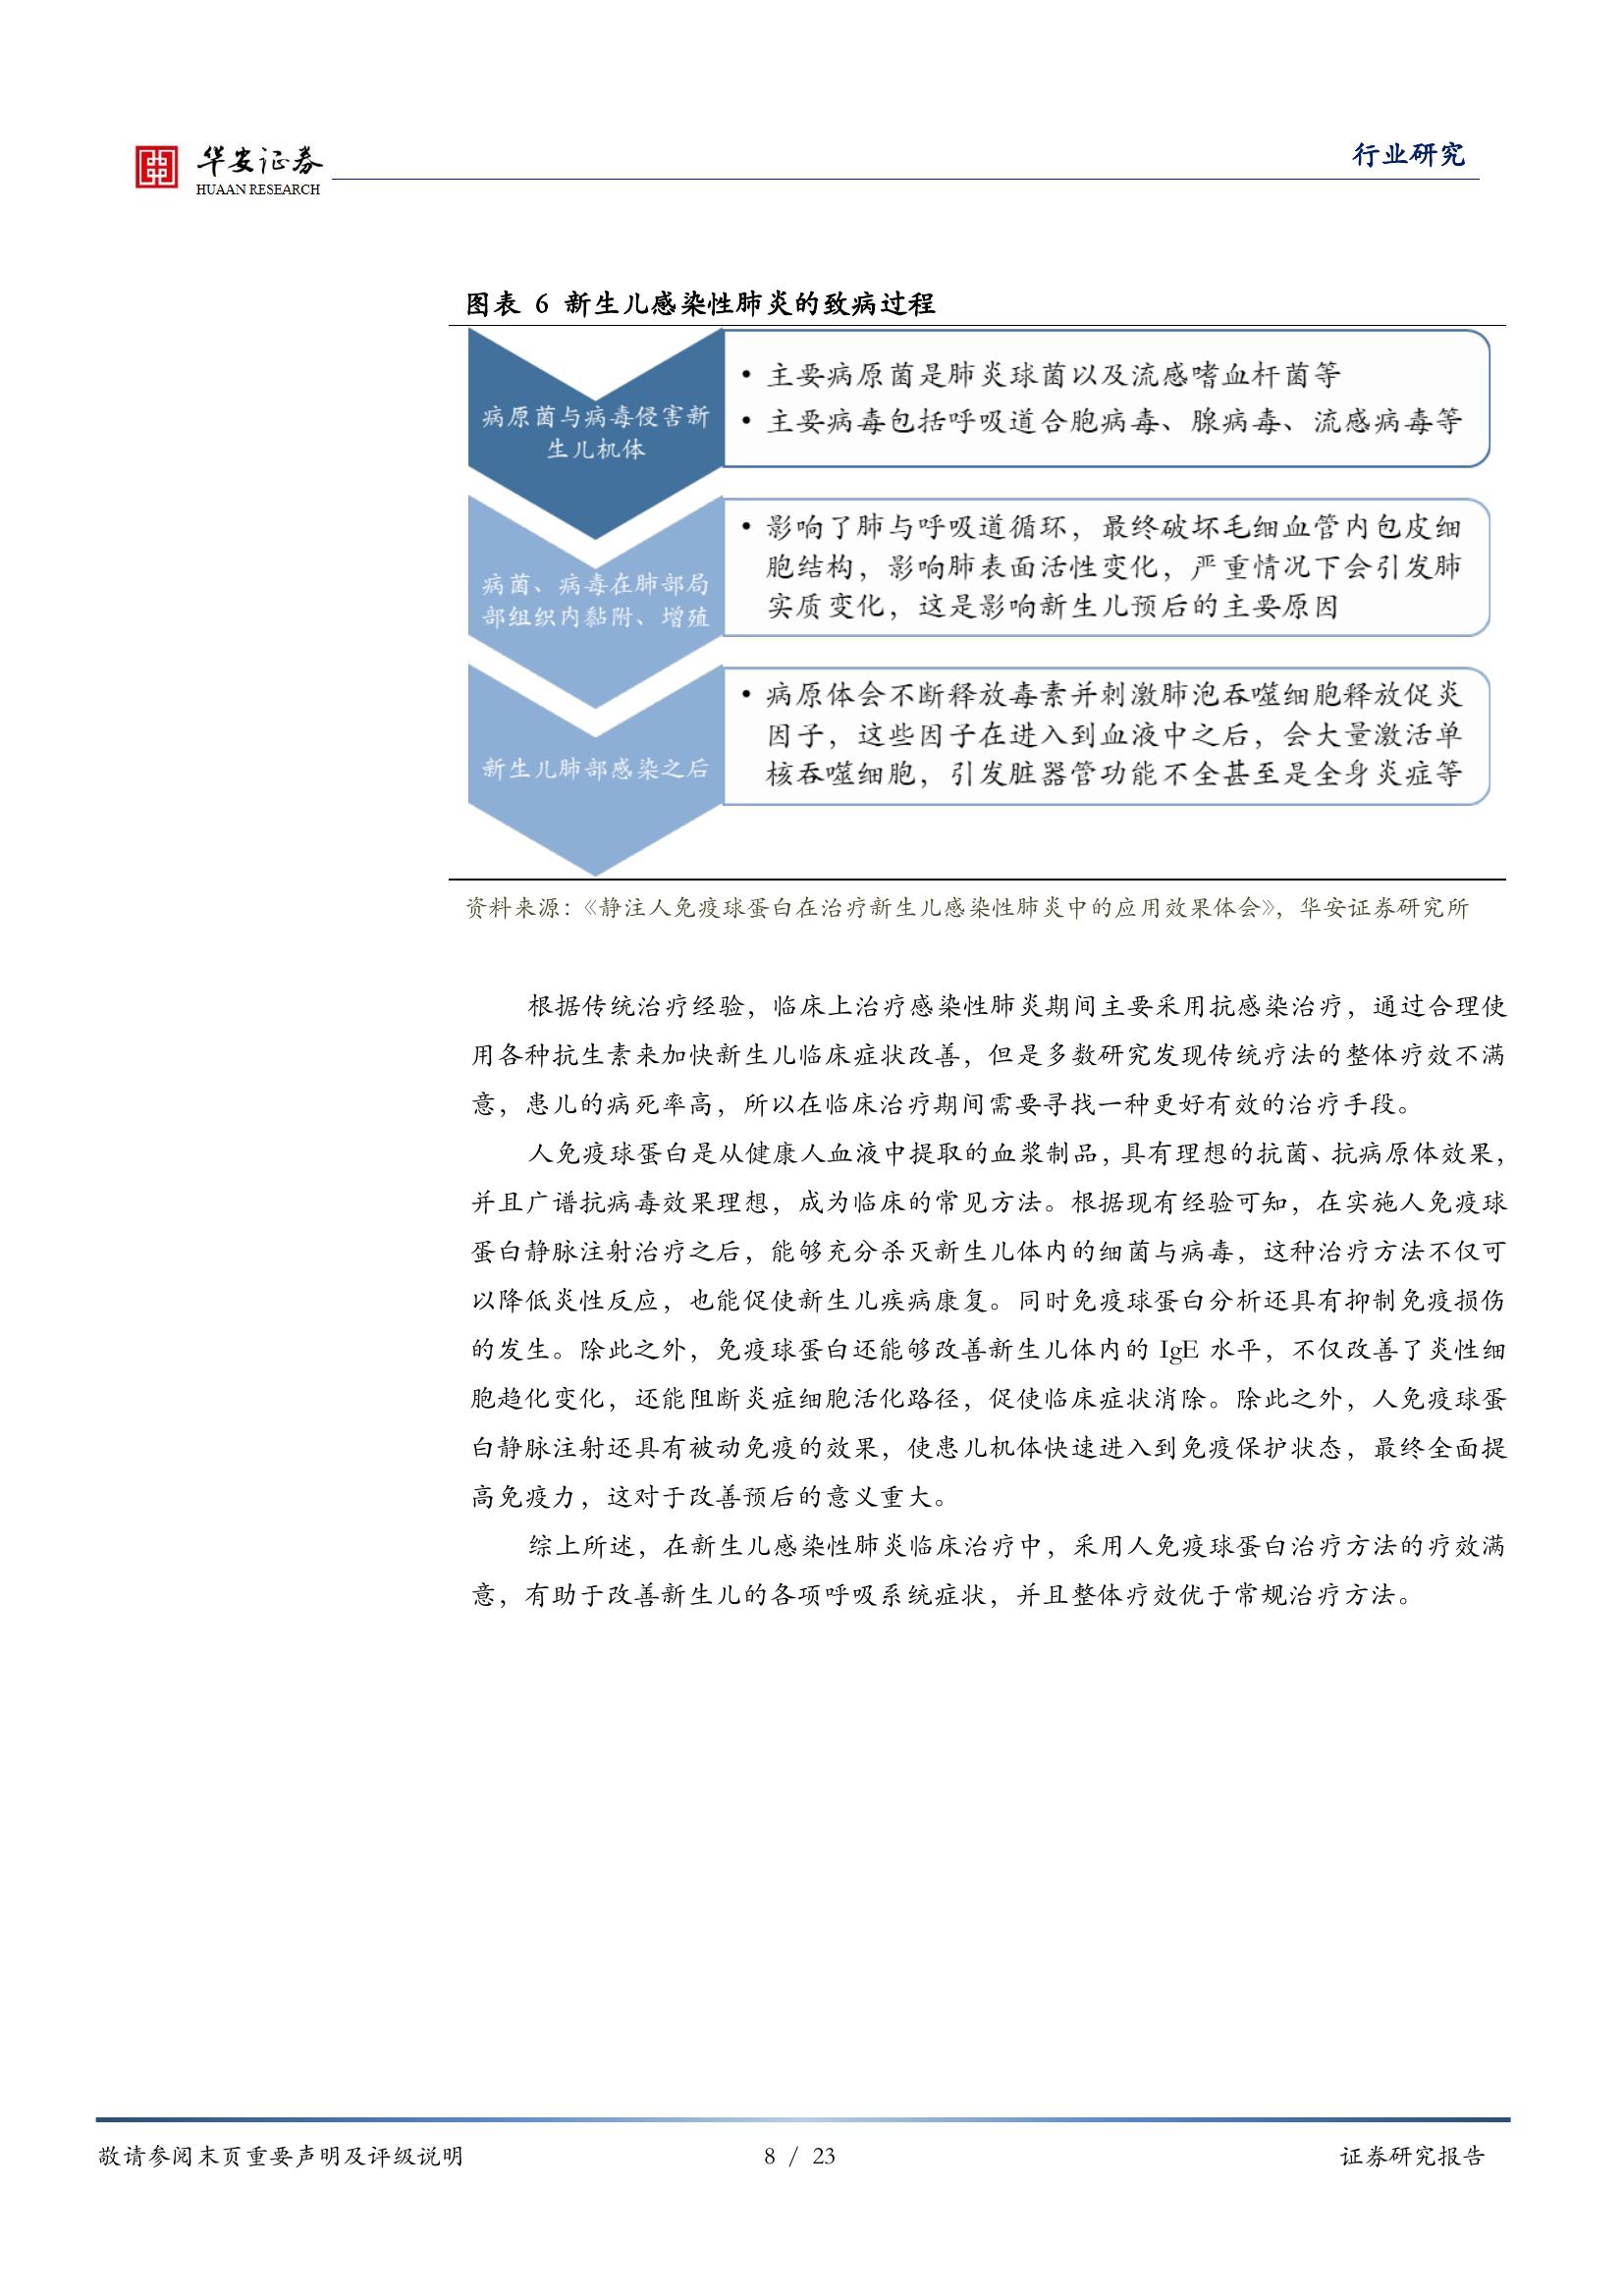 华安证券
HUAAN RESEARCH
行业研究
图表 6 新生儿感染性肺炎的致病过程
病原菌与病毒侵害新
生儿机体
• 主要病原菌是肺炎球菌以及流感嗜血杆菌等
• 主要病毒包括呼吸道合胞病毒、腺病毒、流感病毒等
病菌、病毒在肺部局
部组织内黏附、增殖
• 影响了肺与呼吸道循环，最终破坏毛细血管内包皮细
胞结构，影响肺表面活性变化，严重情况下会引发肺
实质变化，这是影响新生儿预后的主要原因
新生儿肺部感染之后
• 病原体会不断释放毒素并刺激肺泡吞噬细胞释放促炎
因子，这些因子在进入到血液中之后，会大量激活单
核吞噬细胞，引发脏器管功能不全甚至是全身炎症等
资料来源：《静注人免疫球蛋白在治疗新生儿感染性肺炎中的应用效果体会》，华安证券研究所
根据传统治疗经验，临床上治疗感染性肺炎期间主要采用抗感染治疗，通过合理使
用各种抗生素来加快新生儿临床症状改善，但是多数研究发现传统疗法的整体疗效不满
意，患儿的病死率高，所以在临床治疗期间需要寻找一种更好有效的治疗手段。
人免疫球蛋白是从健康人血液中提取的血浆制品，具有理想的抗菌、抗病原体效果，
并且广谱抗病毒效果理想，成为临床的常见方法。根据现有经验可知，在实施人免疫球
蛋白静脉注射治疗之后，能够充分杀灭新生儿体内的细菌与病毒，这种治疗方法不仅可
以降低炎性反应，也能促使新生儿疾病康复。同时免疫球蛋白分析还具有抑制免疫损伤
的发生。除此之外，免疫球蛋白还能够改善新生儿体内的 IgE 水平，不仅改善了炎性细
胞趋化变化，还能阻断炎症细胞活化路径，促使临床症状消除。除此之外，人免疫球蛋
白静脉注射还具有被动免疫的效果，使患儿机体快速进入到免疫保护状态，最终全面提
高免疫力，这对于改善预后的意义重大。
综上所述，在新生儿感染性肺炎临床治疗中，采用人免疫球蛋白治疗方法的疗效满
意，有助于改善新生儿的各项呼吸系统症状，并且整体疗效优于常规治疗方法。
敬请参阅末页重要声明及评级说明
8 / 23
证券研究报告